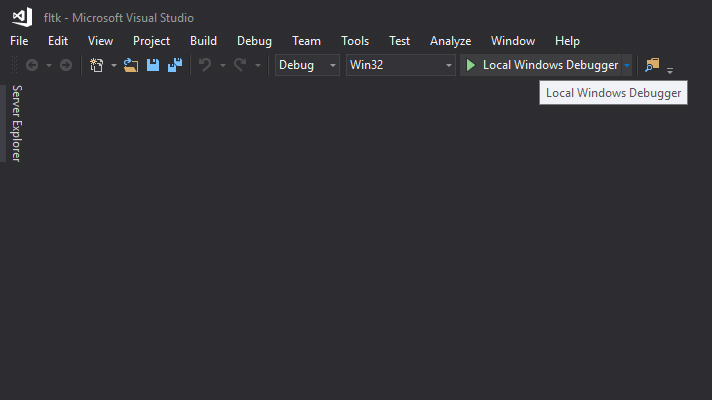 fltk - Microsoft Visual Studio
File Edit View Project Build Debug Team Tools Test Analyze Window Help
Debug Win32 Local Windows Debugger
Local Windows Debugger
Server Explorer